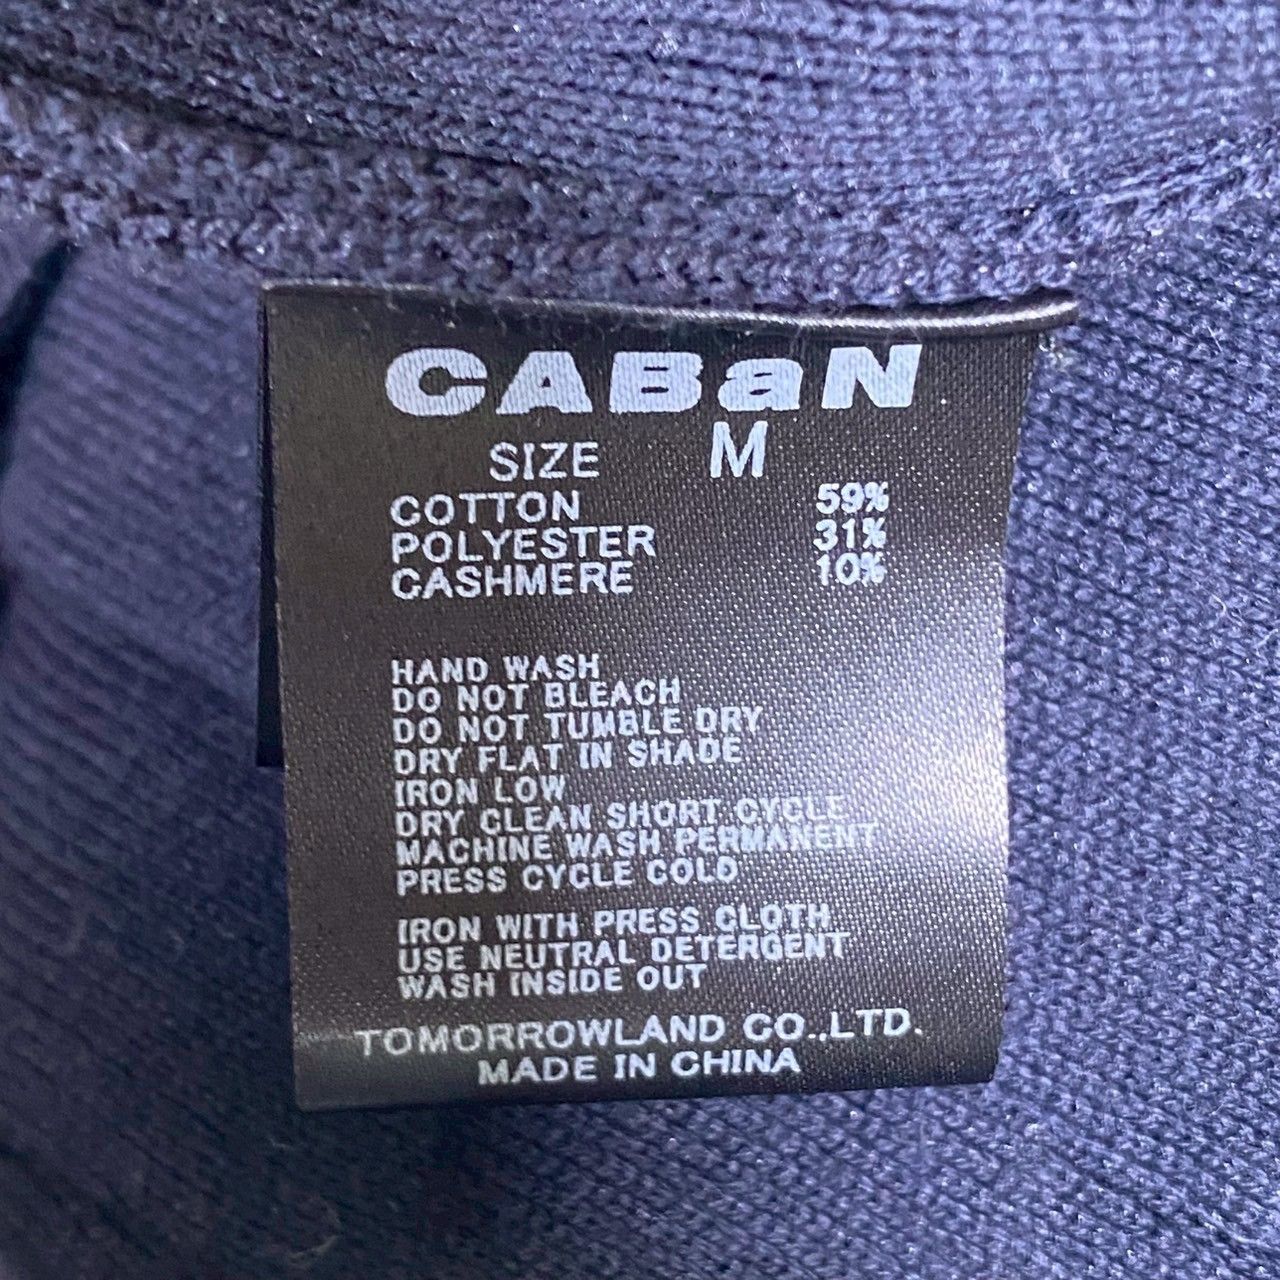 CABaN
SIZE M
COTTON 59%
POLYESTER 31%
CASHMERE 10%
HAND WASH
DO NOT BLEACH
DO NOT TUMBLE DRY
DRY FLAT IN SHADE
IRON LOW
DRY CLEAN SHORT CYCLE
MACHINE WASH PERMANENT
PRESS CYCLE COLD
IRON WITH PRESS CLOTH
USE NEUTRAL DETERGENT
WASH INSIDE OUT
TOMORROWLAND CO.,LTD.
MADE IN CHINA